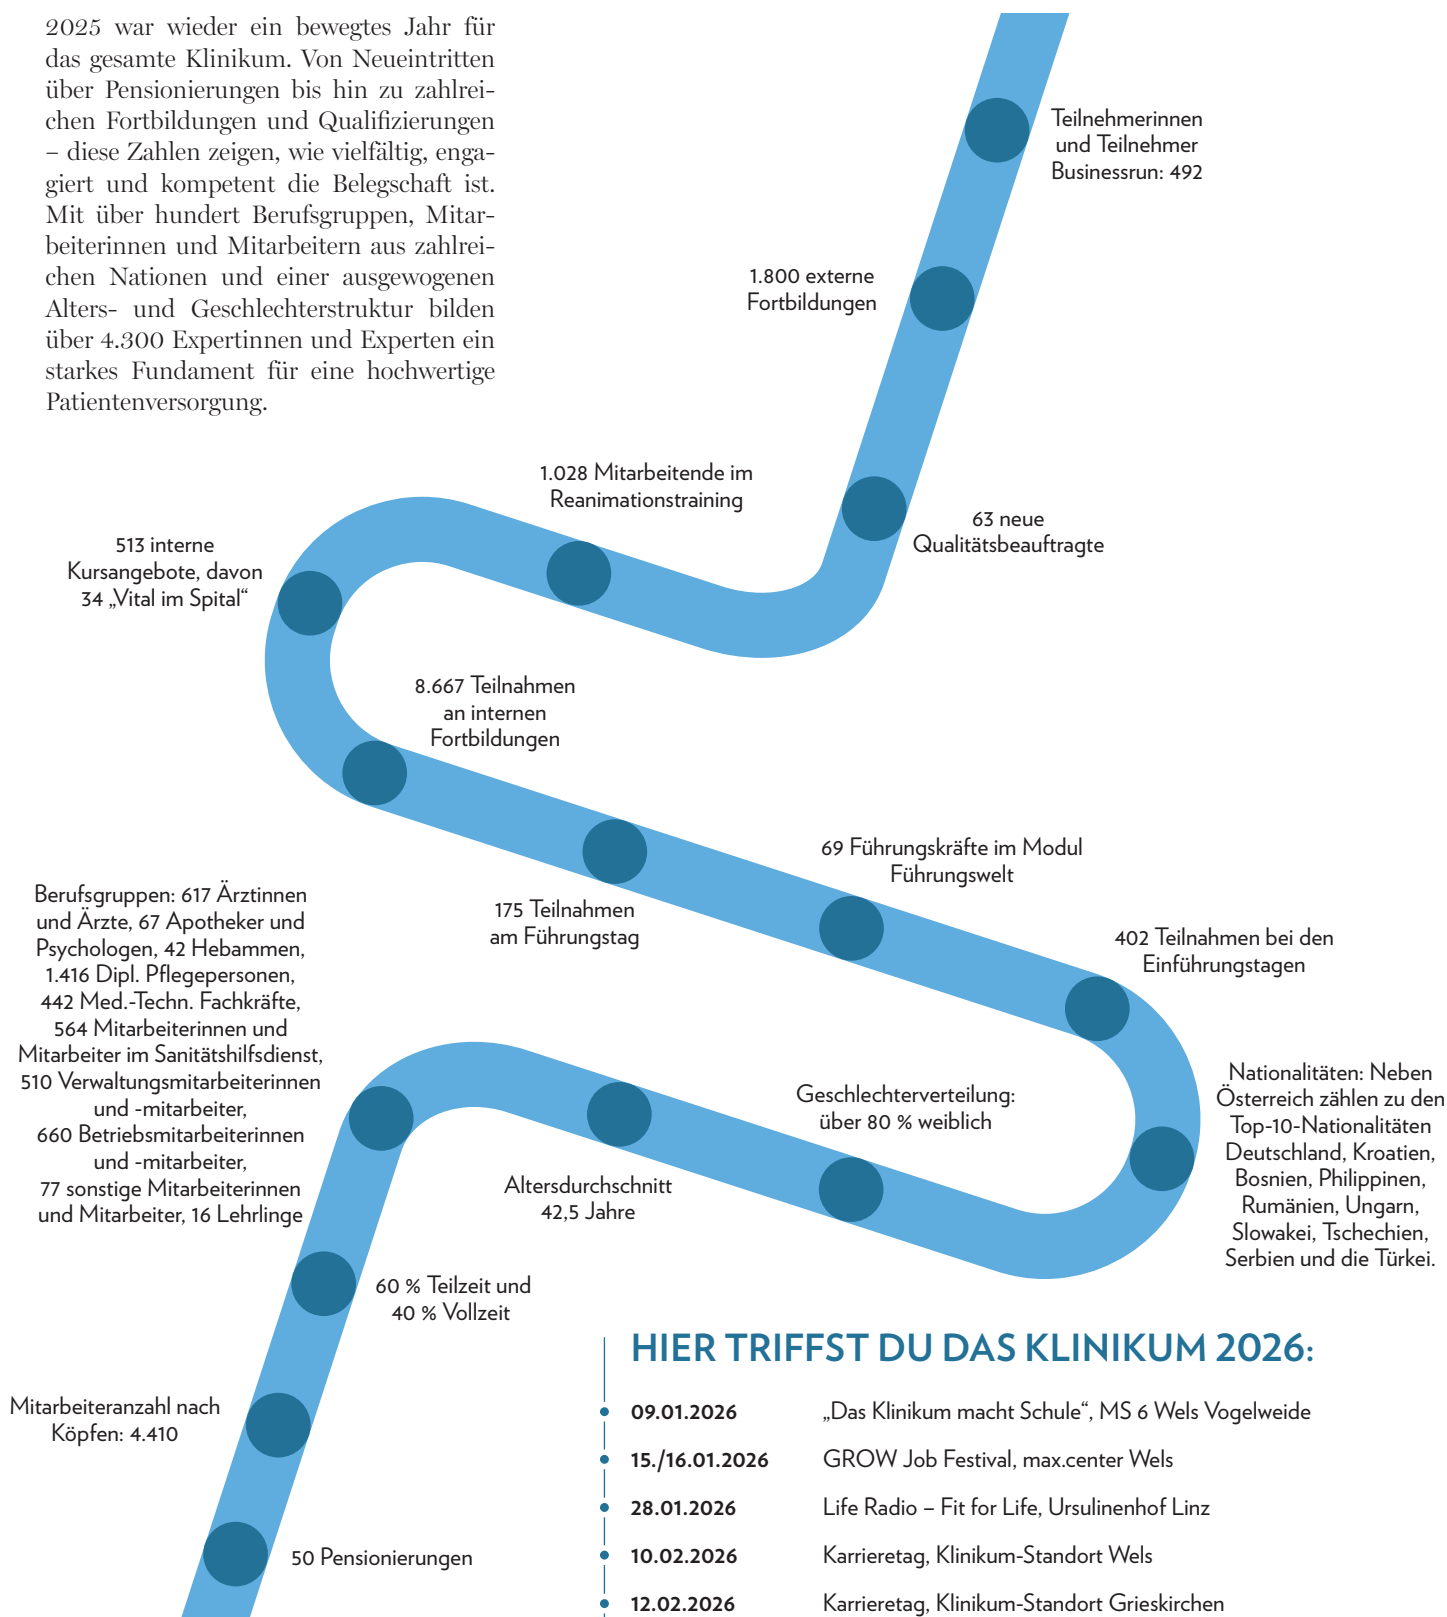 2025 war wieder ein bewegtes Jahr für
das gesamte Klinikum. Von Neueintritten
über Pensionierungen bis hin zu zahlrei-
chen Fortbildungen und Qualifizierungen
– diese Zahlen zeigen, wie vielfältig, enga-
giert und kompetent die Belegschaft ist.
Mit über hundert Berufsgruppen, Mitar-
beiterinnen und Mitarbeitern aus zahlrei-
chen Nationen und einer ausgewogenen
Alters- und Geschlechterstruktur bilden
über 4.300 Expertinnen und Experten ein
starkes Fundament für eine hochwertige
Patientenversorgung.
Teilnehmerinnen
und Teilnehmer
Businessrun: 492
1.800 externe
Fortbildungen
63 neue
Qualitätsbeauftragte
1.028 Mitarbeitende im
Reanimationstraining
513 interne
Kursangebote, davon
34 „Vital im Spital“
8.667 Teilnahmen
an internen
Fortbildungen
175 Teilnahmen
am Führungstag
69 Führungskräfte im Modul
Führungswelt
402 Teilnahmen bei den
Einführungstagen
Nationalitäten: Neben
Österreich zählen zu den
Top-10-Nationalitäten
Deutschland, Kroatien,
Bosnien, Philippinen,
Rumänien, Ungarn,
Slowakei, Tschechien,
Serbien und die Türkei.
Geschlechterverteilung:
über 80 % weiblich
Altersdurchschnitt
42,5 Jahre
Berufsgruppen: 617 Ärztinnen
und Ärzte, 67 Apotheker und
Psychologen, 42 Hebammen,
1.416 Dipl. Pflegepersonen,
442 Med.-Techn. Fachkräfte,
564 Mitarbeiterinnen und
Mitarbeiter im Sanitätshilfsdienst,
510 Verwaltungsmitarbeiterinnen
und -mitarbeiter,
660 Betriebsmitarbeiterinnen
und -mitarbeiter,
77 sonstige Mitarbeiterinnen
und Mitarbeiter, 16 Lehrlinge
60 % Teilzeit und
40 % Vollzeit
Mitarbeiteranzahl nach
Köpfen: 4.410
50 Pensionierungen
HIER TRIFFST DU DAS KLINIKUM 2026:
09.01.2026 „Das Klinikum macht Schule“, MS 6 Wels Vogelweide
15./16.01.2026 GROW Job Festival, max.center Wels
28.01.2026 Life Radio – Fit for Life, Ursulinenhof Linz
10.02.2026 Karrieretag, Klinikum-Standort Wels
12.02.2026 Karrieretag, Klinikum-Standort Grieskirchen